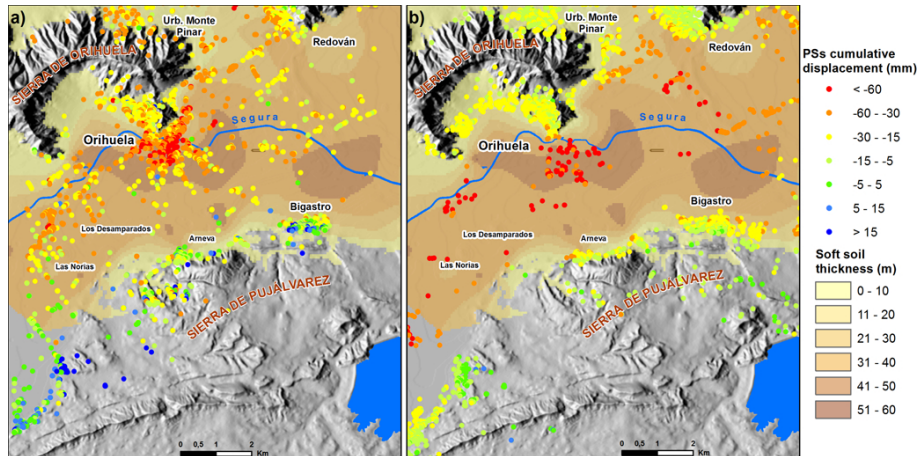 a)
Urb. Monte
Pinar
Redován
SIERRA DE ORIHUELA
Segura
Orihuela
Bigastro
Los Desamparados
Arneva
Las Norias
SIERRA DE PUJÁLVAREZ
0 0,5 1 2
Km
b)
Urb. Monte
Pinar
Redován
SIERRA DE ORIHUELA
Segura
Orihuela
Bigastro
Los Desamparados
Arneva
Las Norias
SIERRA DE PUJÁLVAREZ
0 0,5 1 2
Km
PSs cumulative
displacement (mm)
< -60
-60 - -30
-30 - -15
-15 - -5
-5 - 5
5 - 15
> 15
Soft soil
thickness (m)
0 - 10
11 - 20
21 - 30
31 - 40
41 - 50
51 - 60